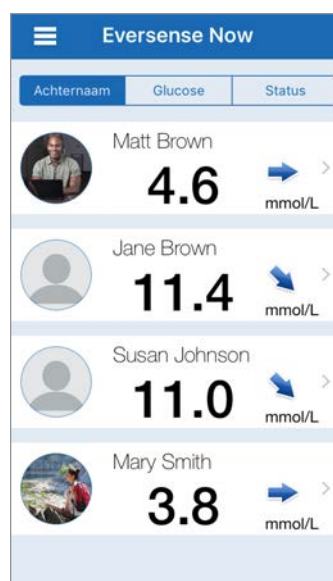 Eversense Now
Achternaam Glucose Status
Matt Brown
4.6
mmol/L
Jane Brown
11.4
mmol/L
Susan Johnson
11.0
mmol/L
Mary Smith
3.8
mmol/L